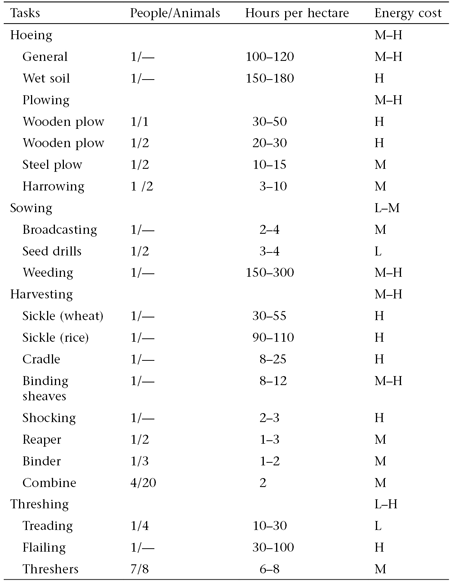 Tasks People/Animals Hours per hectare Energy cost
Hoeing M–H
General 1/— 100–120 M–H
Wet soil 1/— 150–180 H
Plowing M–H
Wooden plow 1/1 30–50 H
Wooden plow 1/2 20–30 H
Steel plow 1/2 10–15 M
Harrowing 1 /2 3–10 M
Sowing L–M
Broadcasting 1/— 2–4 M
Seed drills 1/2 3–4 L
Weeding 1/— 150–300 M–H
Harvesting M–H
Sickle (wheat) 1/— 30–55 H
Sickle (rice) 1/— 90–110 H
Cradle 1/— 8–25 H
Binding 1/— 8–12 M–H
sheaves
Shocking 1/— 2–3 H
Reaper 1/2 1–3 M
Binder 1/3 1–2 M
Combine 4/20 2 M
Threshing L–H
Treading 1/4 10–30 L
Flailing 1/— 30–100 H
Threshers 7/8 6–8 M